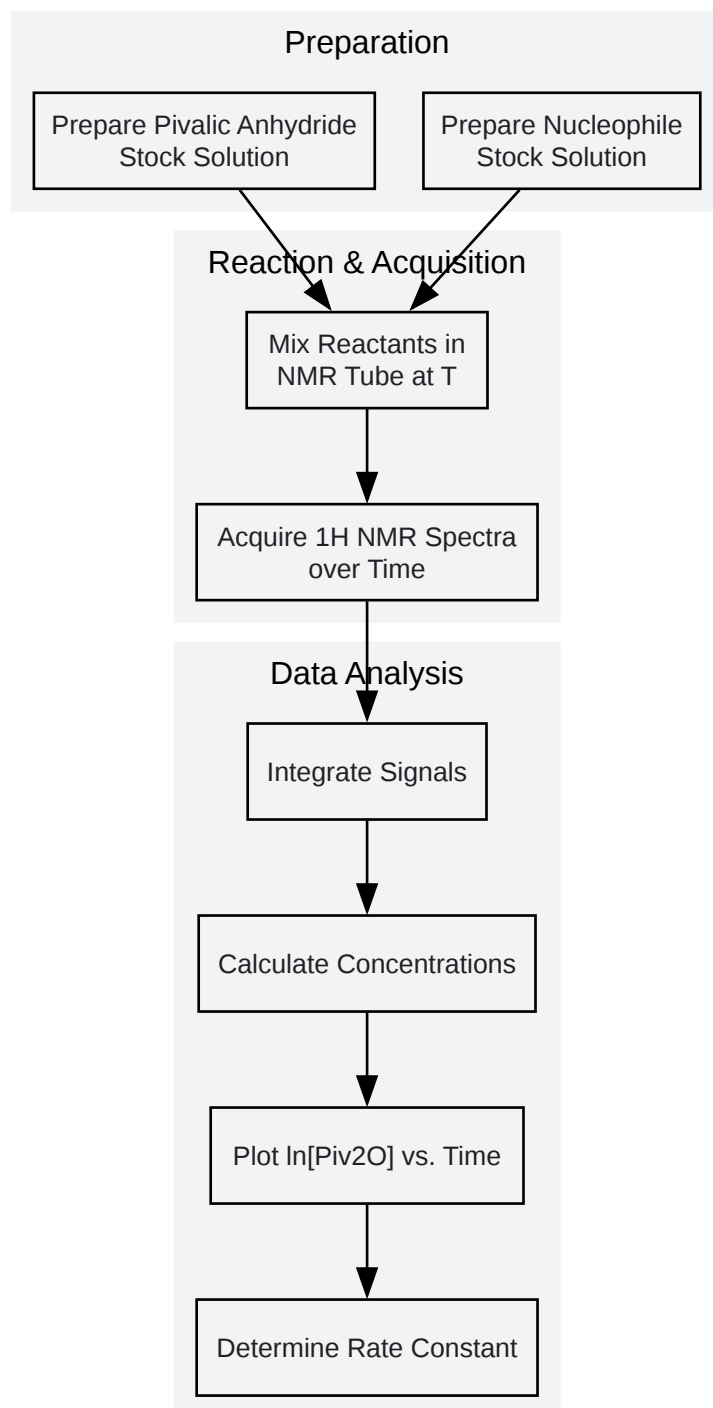 Preparation
Prepare Pivalic Anhydride
Stock Solution
Prepare Nucleophile
Stock Solution
Reaction & Acquisition
Mix Reactants in
NMR Tube at T
Acquire 1H NMR Spectra
over Time
Data Analysis
Integrate Signals
Calculate Concentrations
Plot ln[Piv2O] vs. Time
Determine Rate Constant